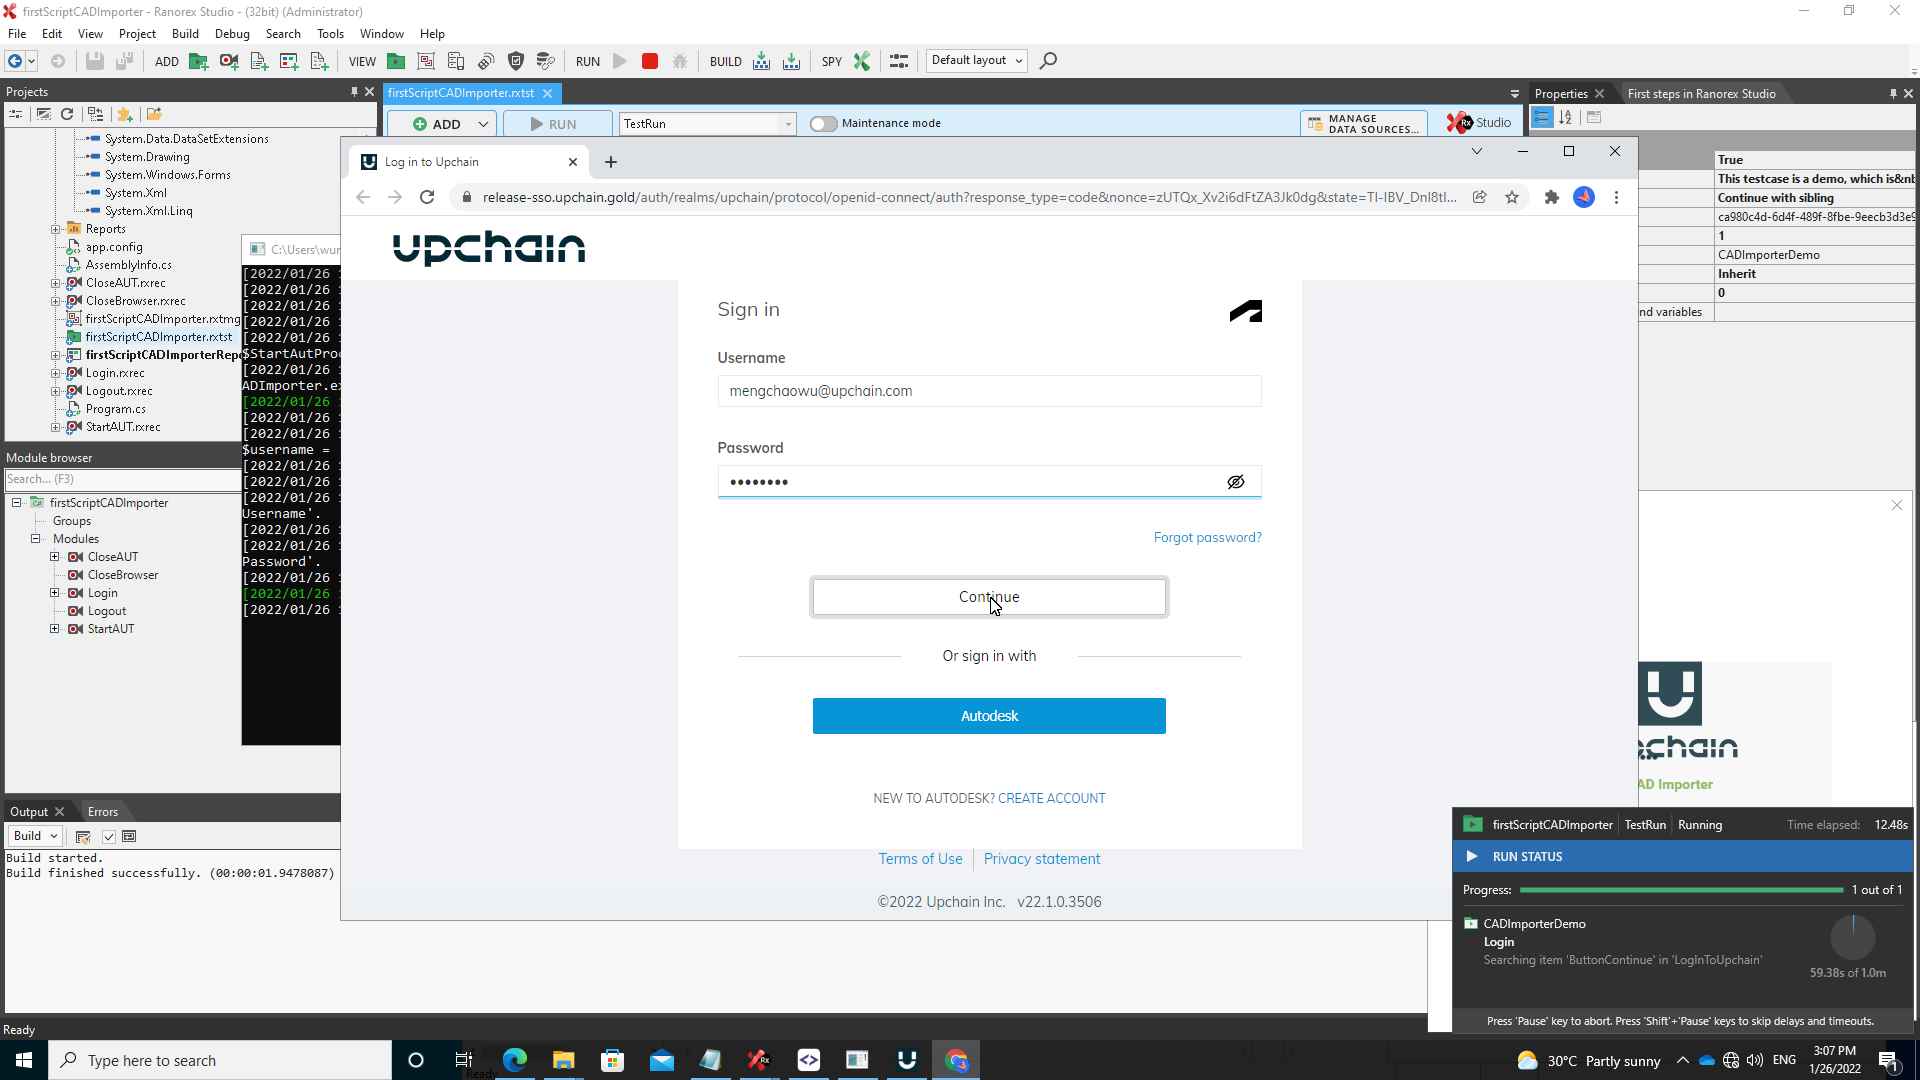 firstScriptCADImporter - Ranorex Studio - (32bit) (Administrator)
File Edit View Project Build Debug Search Tools Window Help
ADD VIEW RUN BUILD SPY Default layout
Projects
System.Data.DataSetExtensions
System.Drawing
System.Windows.Forms
System.Xml
System.Xml.Linq
Reports
app.config
AssemblyInfo.cs
CloseAUT.rxrec
CloseBrowser.rxrec
firstScriptCADImporter.rxtmg
firstScriptCADImporter.rxtst
firstScriptCADImporterRepo
Login.rxrec
Logout.rxrec
Program.cs
StartAUT.rxrec
Module browser
Search... (F3)
firstScriptCADImporter
Groups
Modules
CloseAUT
CloseBrowser
Login
Logout
StartAUT
Output Errors
Build
Build started.
Build finished successfully. (00:00:01.9478087)
Ready
firstScriptCADImporter.rxtst
ADD RUN TestRun Maintenance mode MANAGE DATA SOURCES... Rx Studio
C:\Users\wur
[2022/01/26
[2022/01/26
[2022/01/26
[2022/01/26
[2022/01/26
$StartAutProc
[2022/01/26
ADImporter.ex
[2022/01/26
[2022/01/26
[2022/01/26
$username =
[2022/01/26
[2022/01/26
[2022/01/26
Username'.
[2022/01/26
[2022/01/26
Password'.
[2022/01/26
[2022/01/26
[2022/01/26
Log in to Upchain
release-sso.upchain.gold/auth/realms/upchain/protocol/openid-connect/auth?response_type=code&nonce=zUTQx_Xv2i6dFtZA3Jk0dg&state=TI-IBV_Dnl8tl...
upchain
Sign in
Username
mengchaowu@upchain.com
Password
••••••••
Forgot password?
Continue
Or sign in with
Autodesk
NEW TO AUTODESK? CREATE ACCOUNT
Terms of Use Privacy statement
©2022 Upchain Inc. v22.1.0.3506
Properties First steps in Ranorex Studio
True
This testcase is a demo, which is&nb
Continue with sibling
ca980c4d-6d4f-489f-8fbe-9eecb3d3e9
1
CADImporterDemo
Inherit
0
nd variables
chain
AD Importer
firstScriptCADImporter TestRun Running Time elapsed: 12.48s
RUN STATUS
Progress: 1 out of 1
CADImporterDemo
Login
Searching item 'ButtonContinue' in 'LogInToUpchain'
59.38s of 1.0m
Press 'Pause' key to abort. Press 'Shift'+'Pause' keys to skip delays and timeouts.
Type here to search
Ready
30°C Partly sunny ENG
3:07 PM
1/26/2022
1